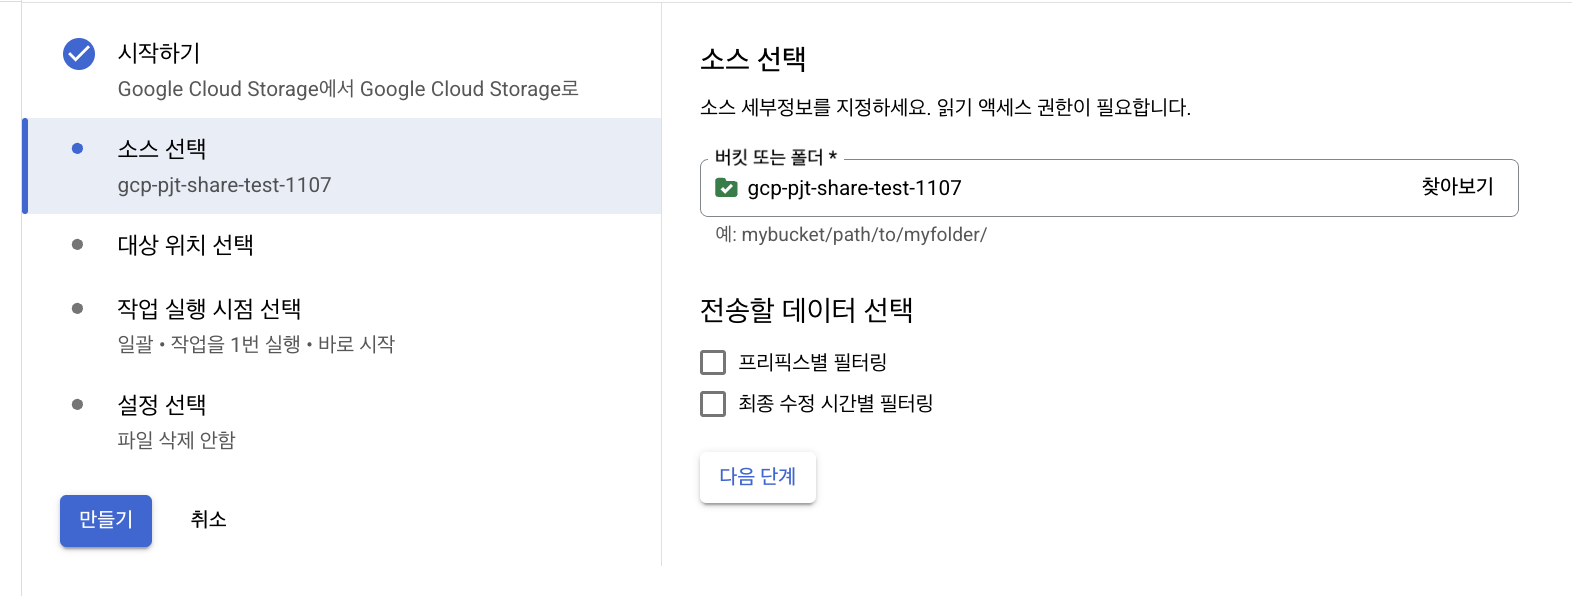 시작하기
Google Cloud Storage에서 Google Cloud Storage로
소스 선택
gcp-pjt-share-test-1107
대상 위치 선택
작업 실행 시점 선택
일괄 • 작업을 1번 실행 • 바로 시작
설정 선택
파일 삭제 안함
만들기
취소
소스 선택
소스 세부정보를 지정하세요. 읽기 액세스 권한이 필요합니다.
버킷 또는 폴더 *
gcp-pjt-share-test-1107
찾아보기
예: mybucket/path/to/myfolder/
전송할 데이터 선택
프리픽스별 필터링
최종 수정 시간별 필터링
다음 단계